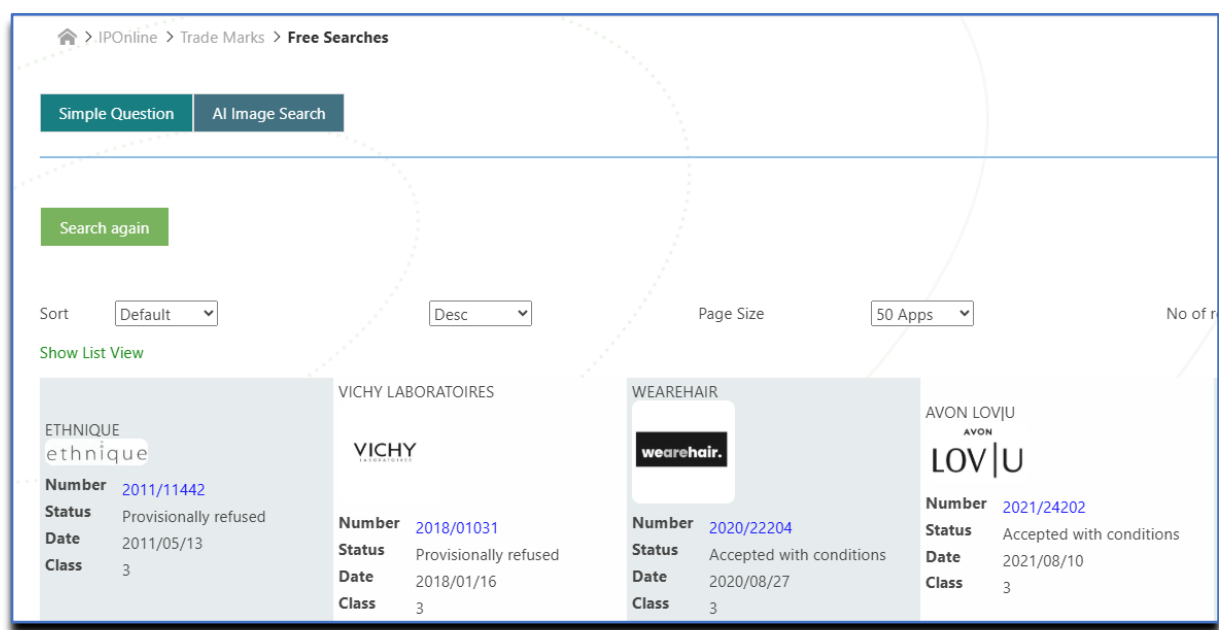 IPOnline > Trade Marks > Free Searches
Simple Question AI Image Search
Search again
Sort Default Desc Page Size 50 Apps No of
Show List View
ETHNIQUE
ethnique
Number 2011/11442
Status Provisionally refused
Date 2011/05/13
Class 3
VICHY LABORATOIRES
VICHY
LABORATOIRES
Number 2018/01031
Status Provisionally refused
Date 2018/01/16
Class 3
WEAREHAIR
wearehair.
Number 2020/22204
Status Accepted with conditions
Date 2020/08/27
Class 3
AVON LOV|U
AVON
LOV|U
Number 2021/24202
Status Accepted with conditions
Date 2021/08/10
Class 3